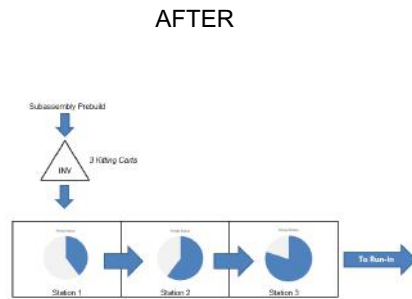 AFTER
Subassembly Prebuild
3 Kitting Carts
INV
Station 1
Station 2
Station 3
To Run-in